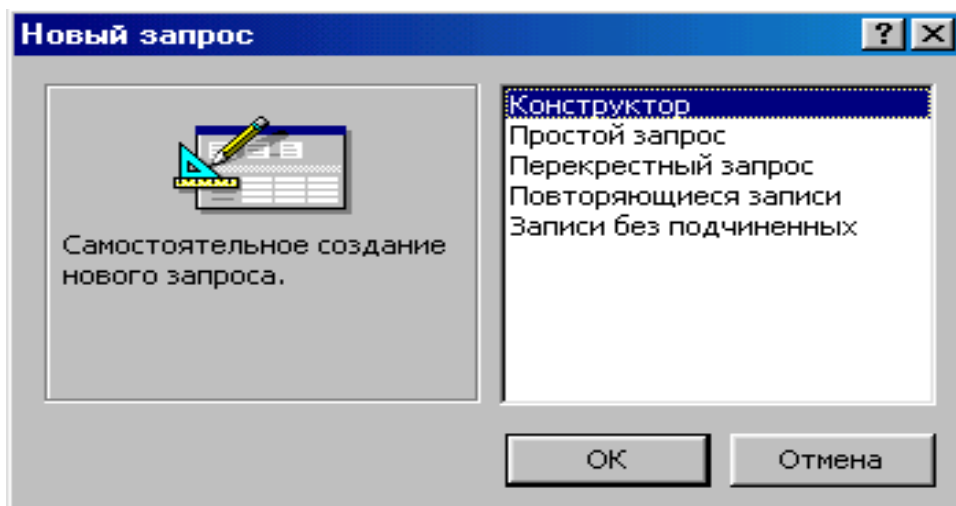 Новый запрос
Самостоятельное создание
нового запроса.
Конструктор
Простой запрос
Перекрестный запрос
Повторяющиеся записи
Записи без подчиненных
OK
Отмена